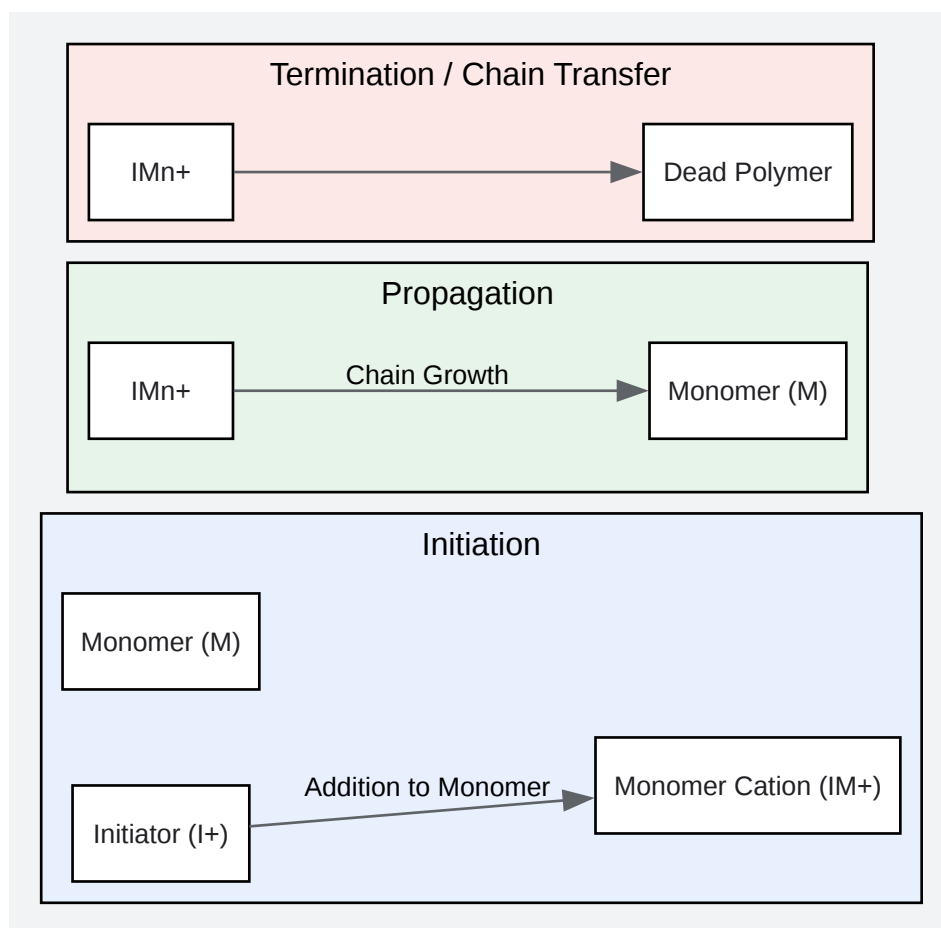 Termination / Chain Transfer
IMn+
Dead Polymer
Propagation
IMn+
Chain Growth
Monomer (M)
Initiation
Monomer (M)
Addition to Monomer
Monomer Cation (IM+)
Initiator (I+)